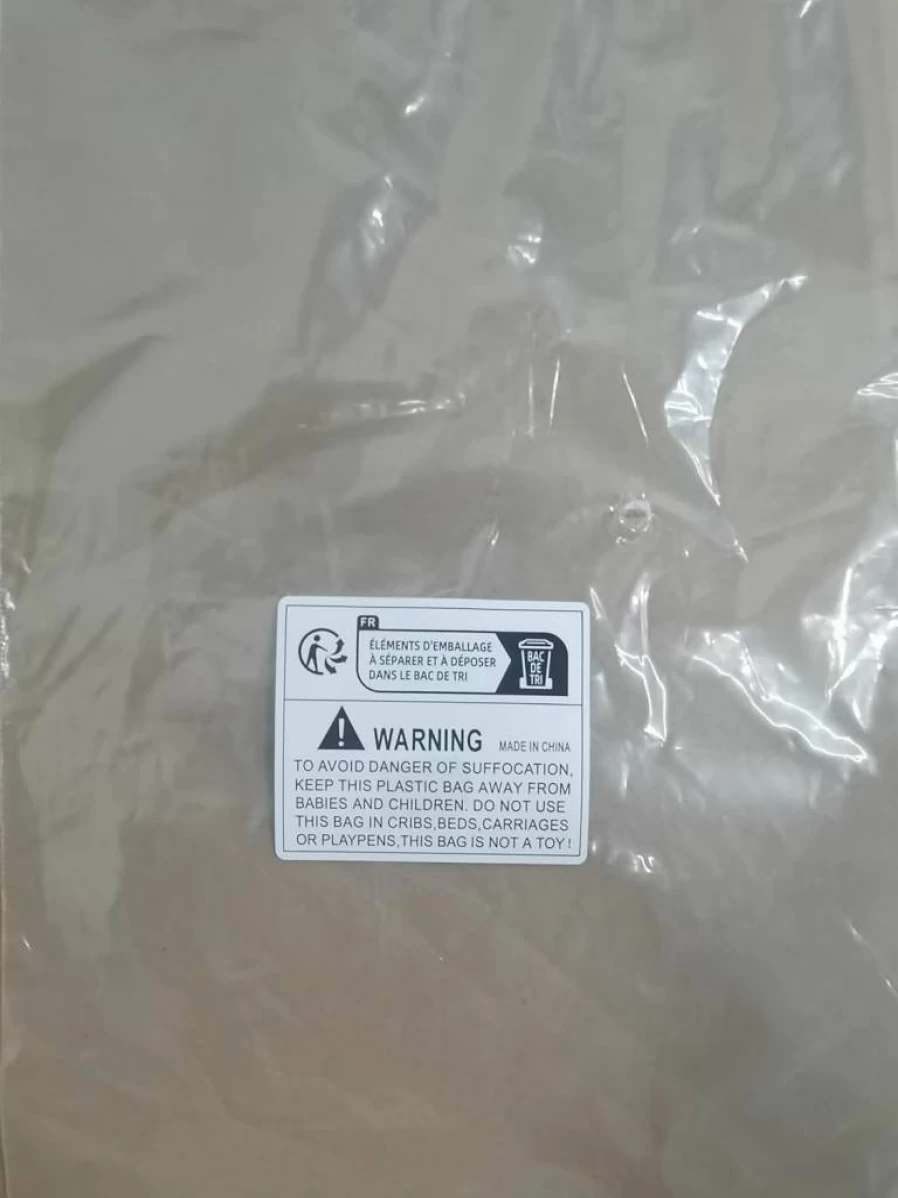 FR
ÉLÉMENTS D'EMBALLAGE
À SÉPARER ET À DÉPOSER
DANS LE BAC DE TRI
BAC
DE
TRI
WARNING MADE IN CHINA
TO AVOID DANGER OF SUFFOCATION,
KEEP THIS PLASTIC BAG AWAY FROM
BABIES AND CHILDREN. DO NOT USE
THIS BAG IN CRIBS,BEDS,CARRIAGES
OR PLAYPENS,THIS BAG IS NOT A TOY!